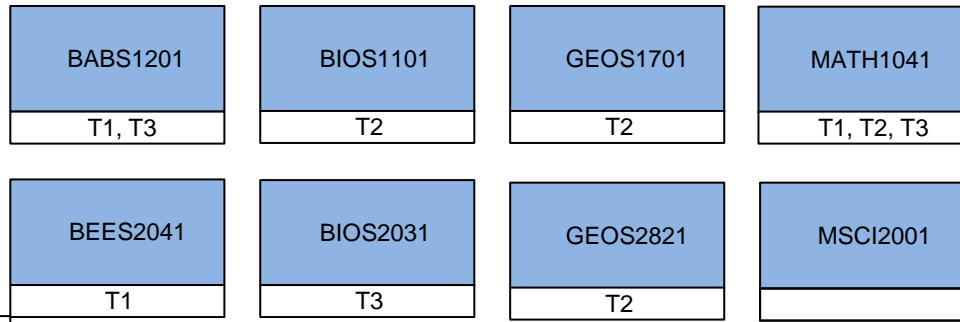 BABS1201 BIOS1101 GEOS1701 MATH1041
T1, T3 T2 T2 T1, T2, T3
BEES2041 BIOS2031 GEOS2821 MSCI2001
T1 T3 T2